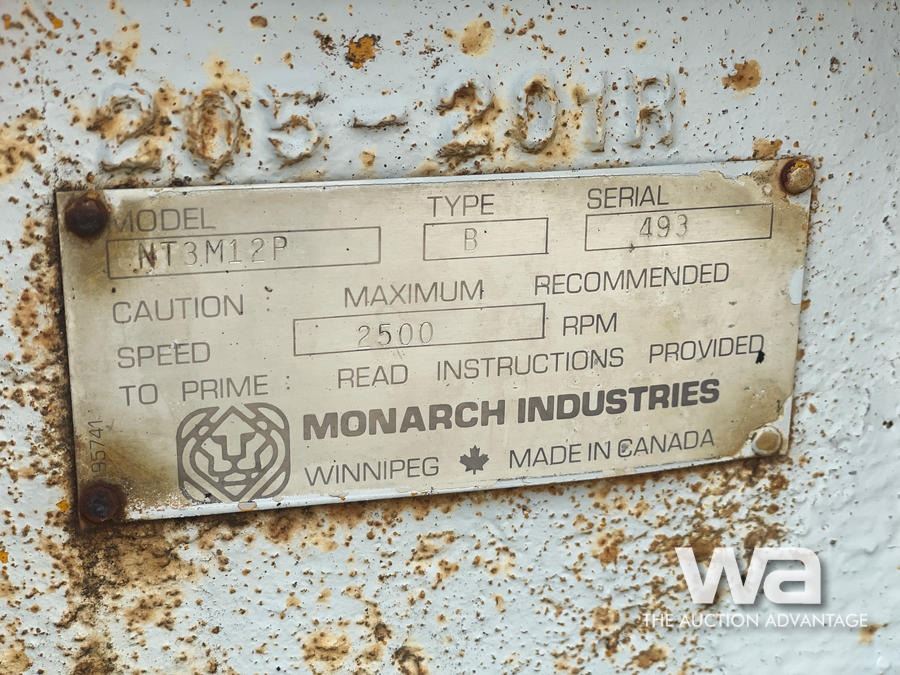 205-201R
MODEL TYPE SERIAL
NT3M12P B 493
CAUTION MAXIMUM RECOMMENDED
SPEED 2500 RPM
TO PRIME : READ INSTRUCTIONS PROVIDED
MONARCH INDUSTRIES
WINNIPEG MADE IN CANADA
95741
wa
THE AUCTION ADVANTAGE